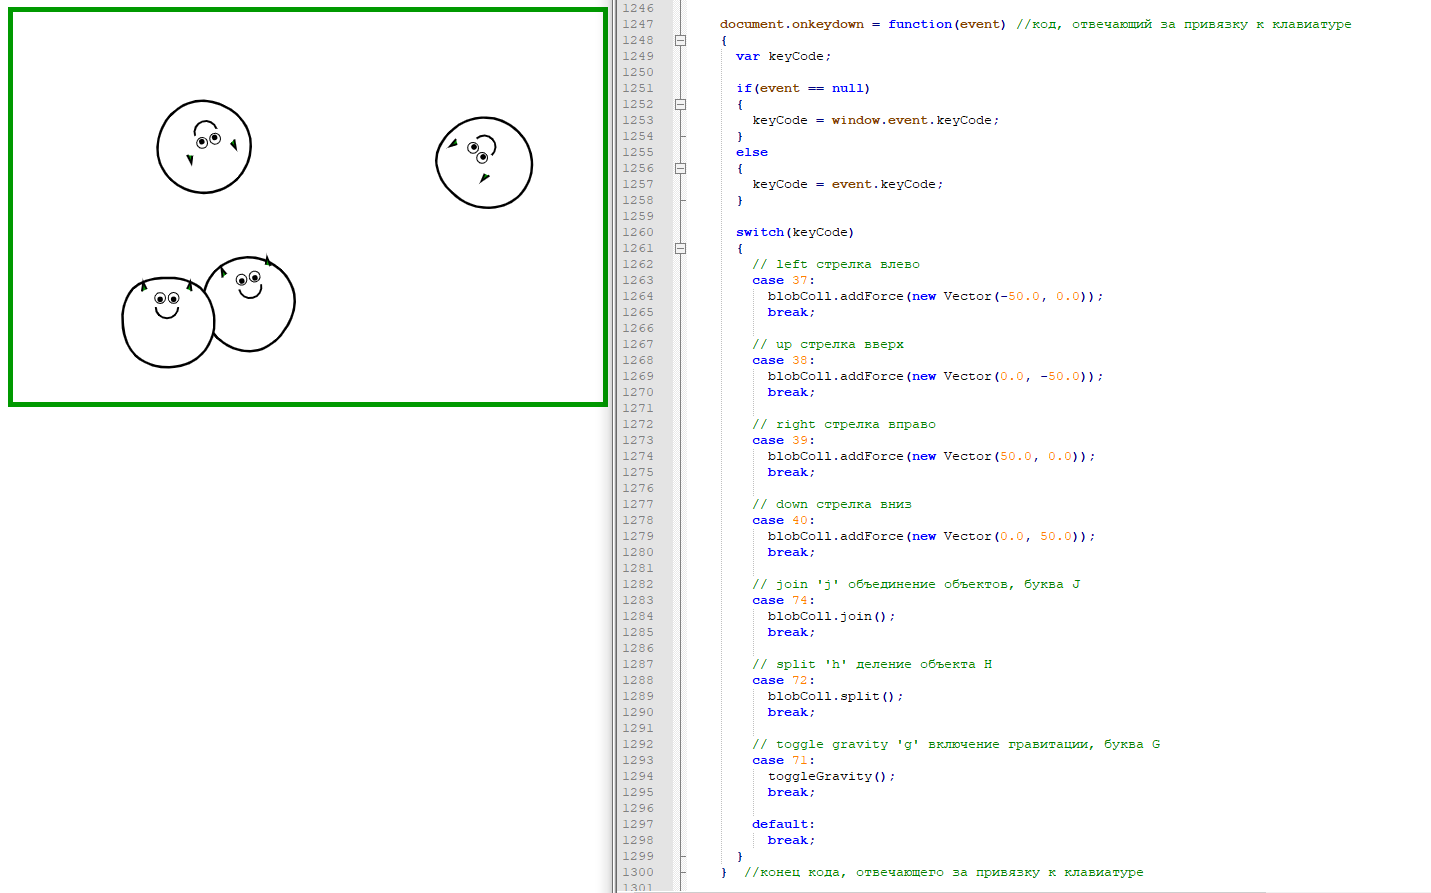 1246
1247 document.onkeydown = function(event) //код, отвечающий за привязку к клавиатуре
1248 {
1249 var keyCode;
1250
1251 if(event == null)
1252 {
1253 keyCode = window.event.keyCode;
1254 }
1255 else
1256 {
1257 keyCode = event.keyCode;
1258 }
1259
1260 switch(keyCode)
1261 {
1262 // left стрелка влево
1263 case 37:
1264 blobColl.addForce(new Vector(-50.0, 0.0));
1265 break;
1266
1267 // up стрелка вверх
1268 case 38:
1269 blobColl.addForce(new Vector(0.0, -50.0));
1270 break;
1271
1272 // right стрелка вправо
1273 case 39:
1274 blobColl.addForce(new Vector(50.0, 0.0));
1275 break;
1276
1277 // down стрелка вниз
1278 case 40:
1279 blobColl.addForce(new Vector(0.0, 50.0));
1280 break;
1281
1282 // join 'j' объединение объектов, буква J
1283 case 74:
1284 blobColl.join();
1285 break;
1286
1287 // split 'h' деление объекта H
1288 case 72:
1289 blobColl.split();
1290 break;
1291
1292 // toggle gravity 'g' включение гравитации, буква G
1293 case 71:
1294 toggleGravity();
1295 break;
1296
1297 default:
1298 break;
1299 }
1300 } //конец кода, отвечающего за привязку к клавиатуре
1301